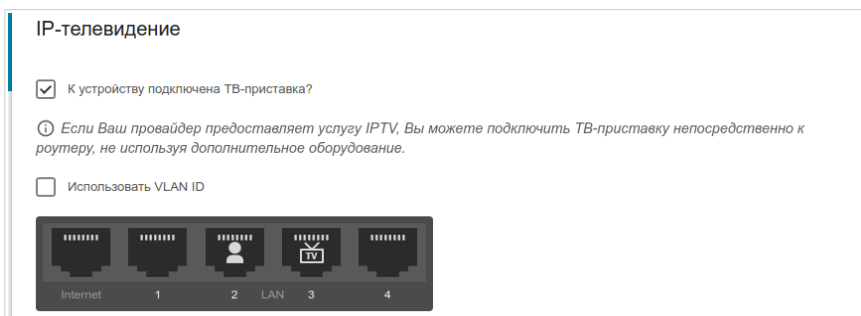 IP-телевидение
К устройству подключена ТВ-приставка?
Если Ваш провайдер предоставляет услугу IPTV, Вы можете подключить ТВ-приставку непосредственно к
роутеру, не используя дополнительное оборудование.
Использовать VLAN ID
TV
Internet 1 2 LAN 3 4